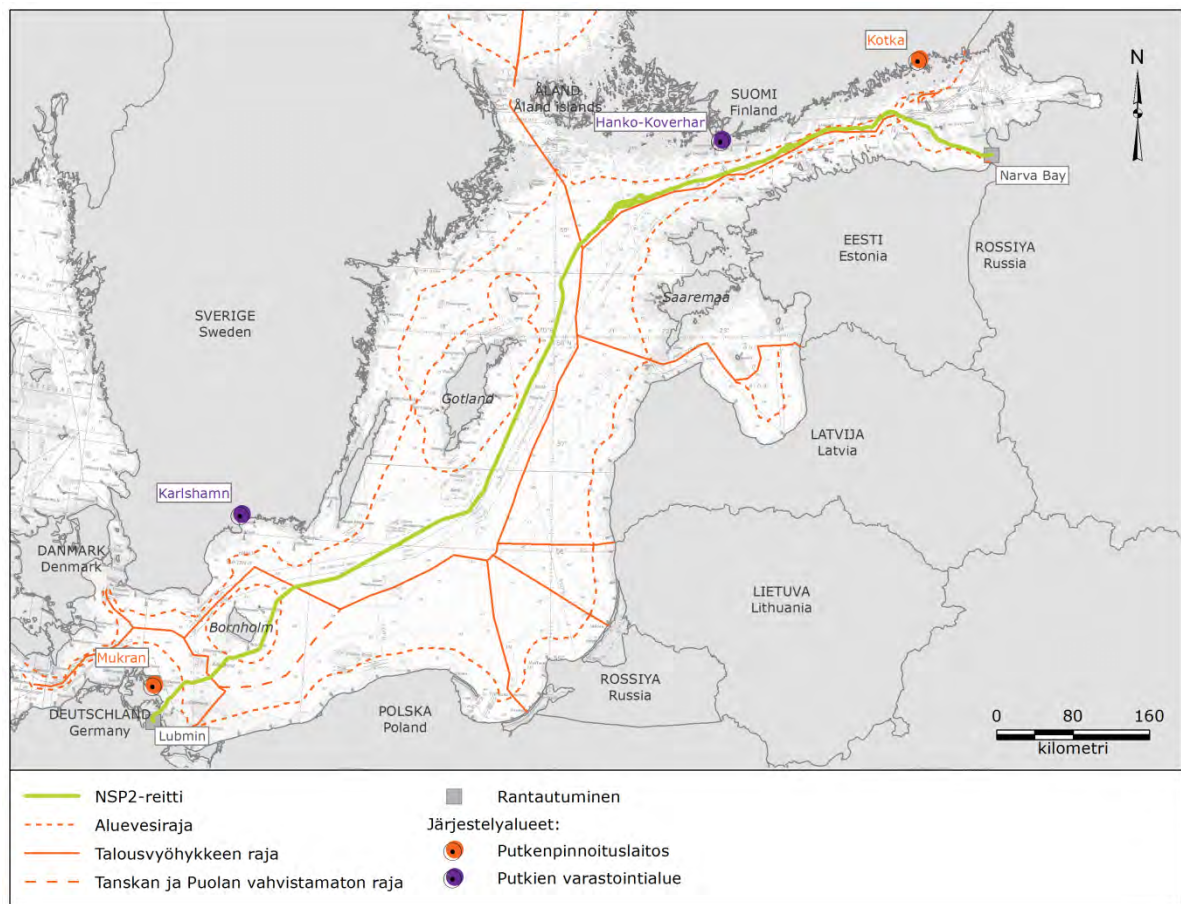 Kotka
N
ÅLAND
Åland islands
SUOMI
Finland
Hanko-Koverhar
Narva Bay
EESTI
Estonia
ROSSIYA
Russia
SVERIGE
Sweden
Saaremaa
Gotland
LATVIJA
Latvia
Karlshamn
DANMARK
Denmark
LIETUVA
Lithuania
Bornholm
Mukran
ROSSIYA
Russia
DEUTSCHLAND
Germany
Lubmin
POLSKA
Poland
0 80 160
kilometri
NSP2-reitti
Aluevesiraja
Talousvyöhykkeen raja
Tanskan ja Puolan vahvistamaton raja
Rantautuminen
Järjestelyalueet:
Putkenpinnoituslaitos
Putkien varastointialue